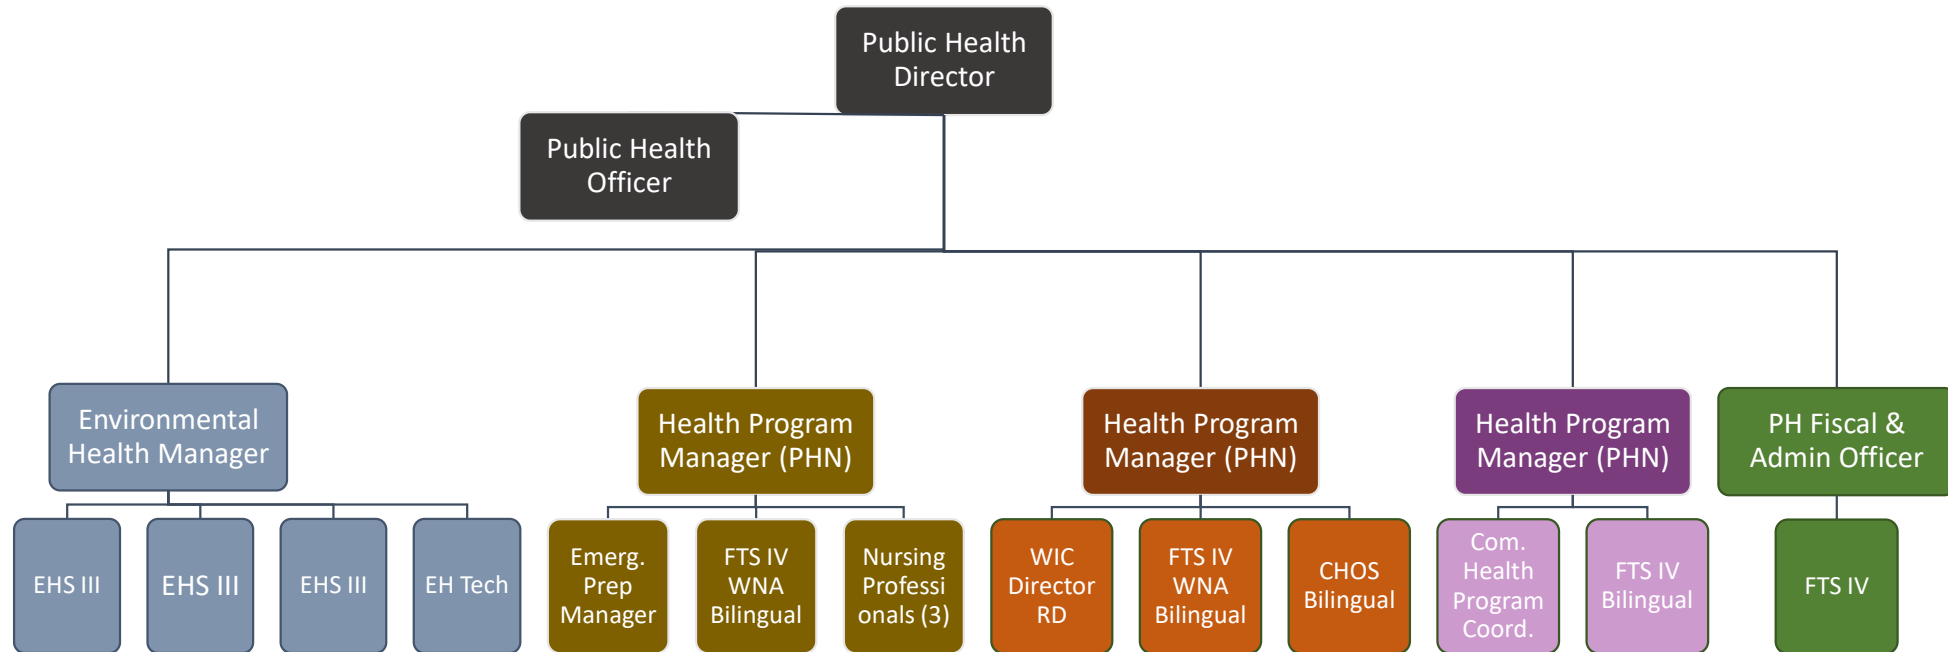 Public Health
Director
Public Health
Officer
Environmental
Health Manager
Health Program
Manager (PHN)
Health Program
Manager (PHN)
Health Program
Manager (PHN)
PH Fiscal &
Admin Officer
EHS III
EHS III
EHS III
EH Tech
Emerg.
Prep
Manager
FTS IV
WNA
Bilingual
Nursing
Professi
onals (3)
WIC
Director
RD
FTS IV
WNA
Bilingual
CHOS
Bilingual
Com.
Health
Program
Coord.
FTS IV
Bilingual
FTS IV